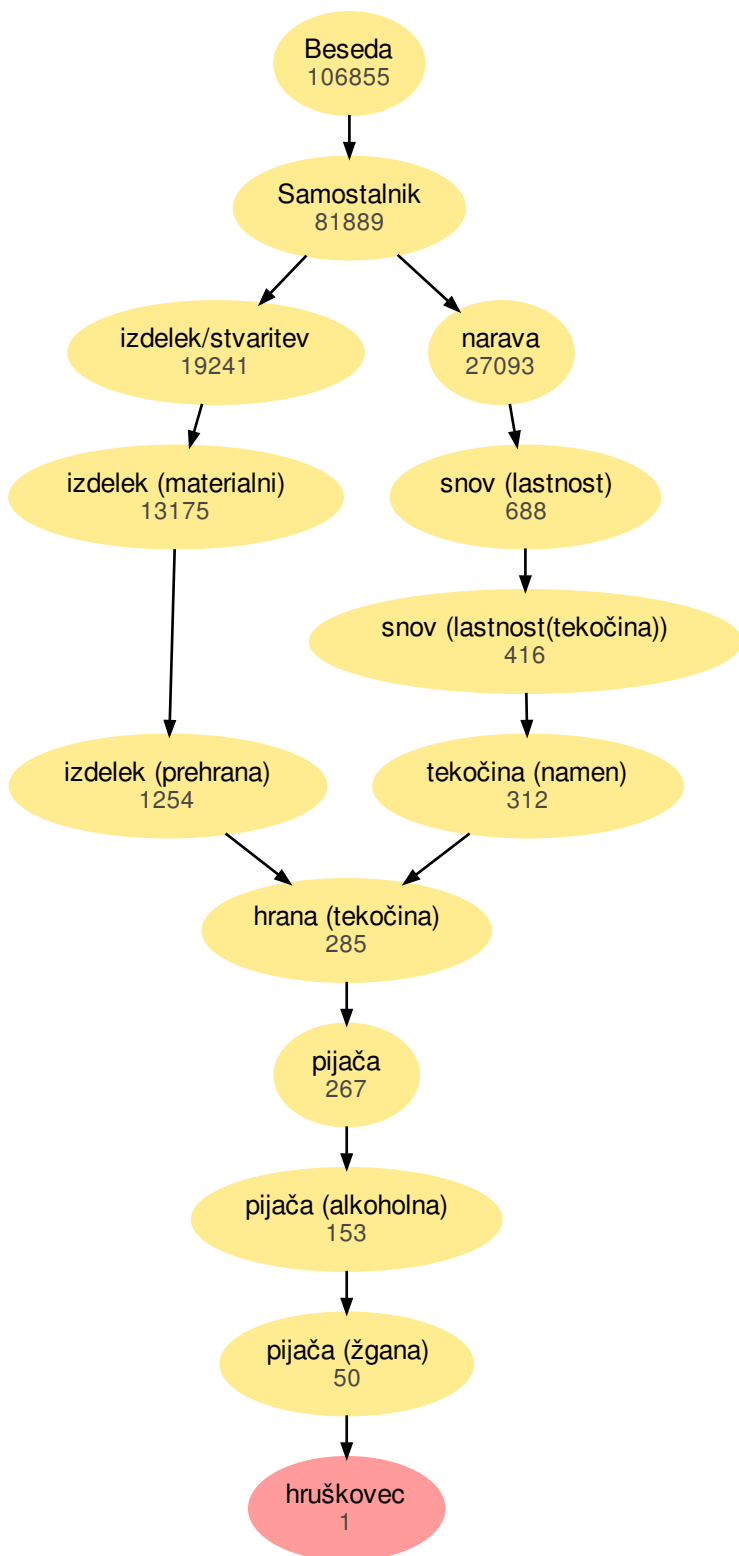 Beseda
106855
Samostalnik
81889
izdelek/stvaritev
19241
narava
27093
izdelek (materialni)
13175
snov (lastnost)
688
snov (lastnost(tekočina))
416
izdelek (prehrana)
1254
tekočina (namen)
312
hrana (tekočina)
285
pijača
267
pijača (alkoholna)
153
pijača (žgana)
50
hruškovec
1